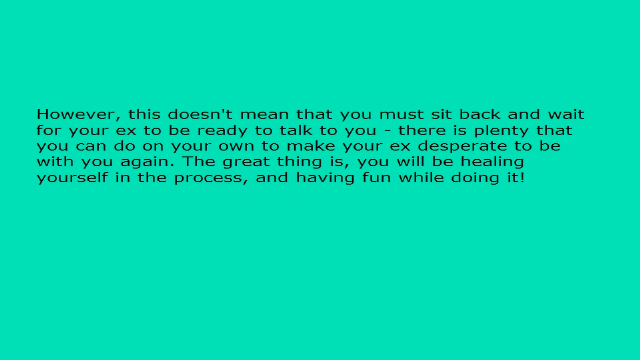 However, this doesn't mean that you must sit back and wait
for your ex to be ready to talk to you - there is plenty that
you can do on your own to make your ex desperate to be
with you again. The great thing is, you will be healing
yourself in the process, and having fun while doing it!